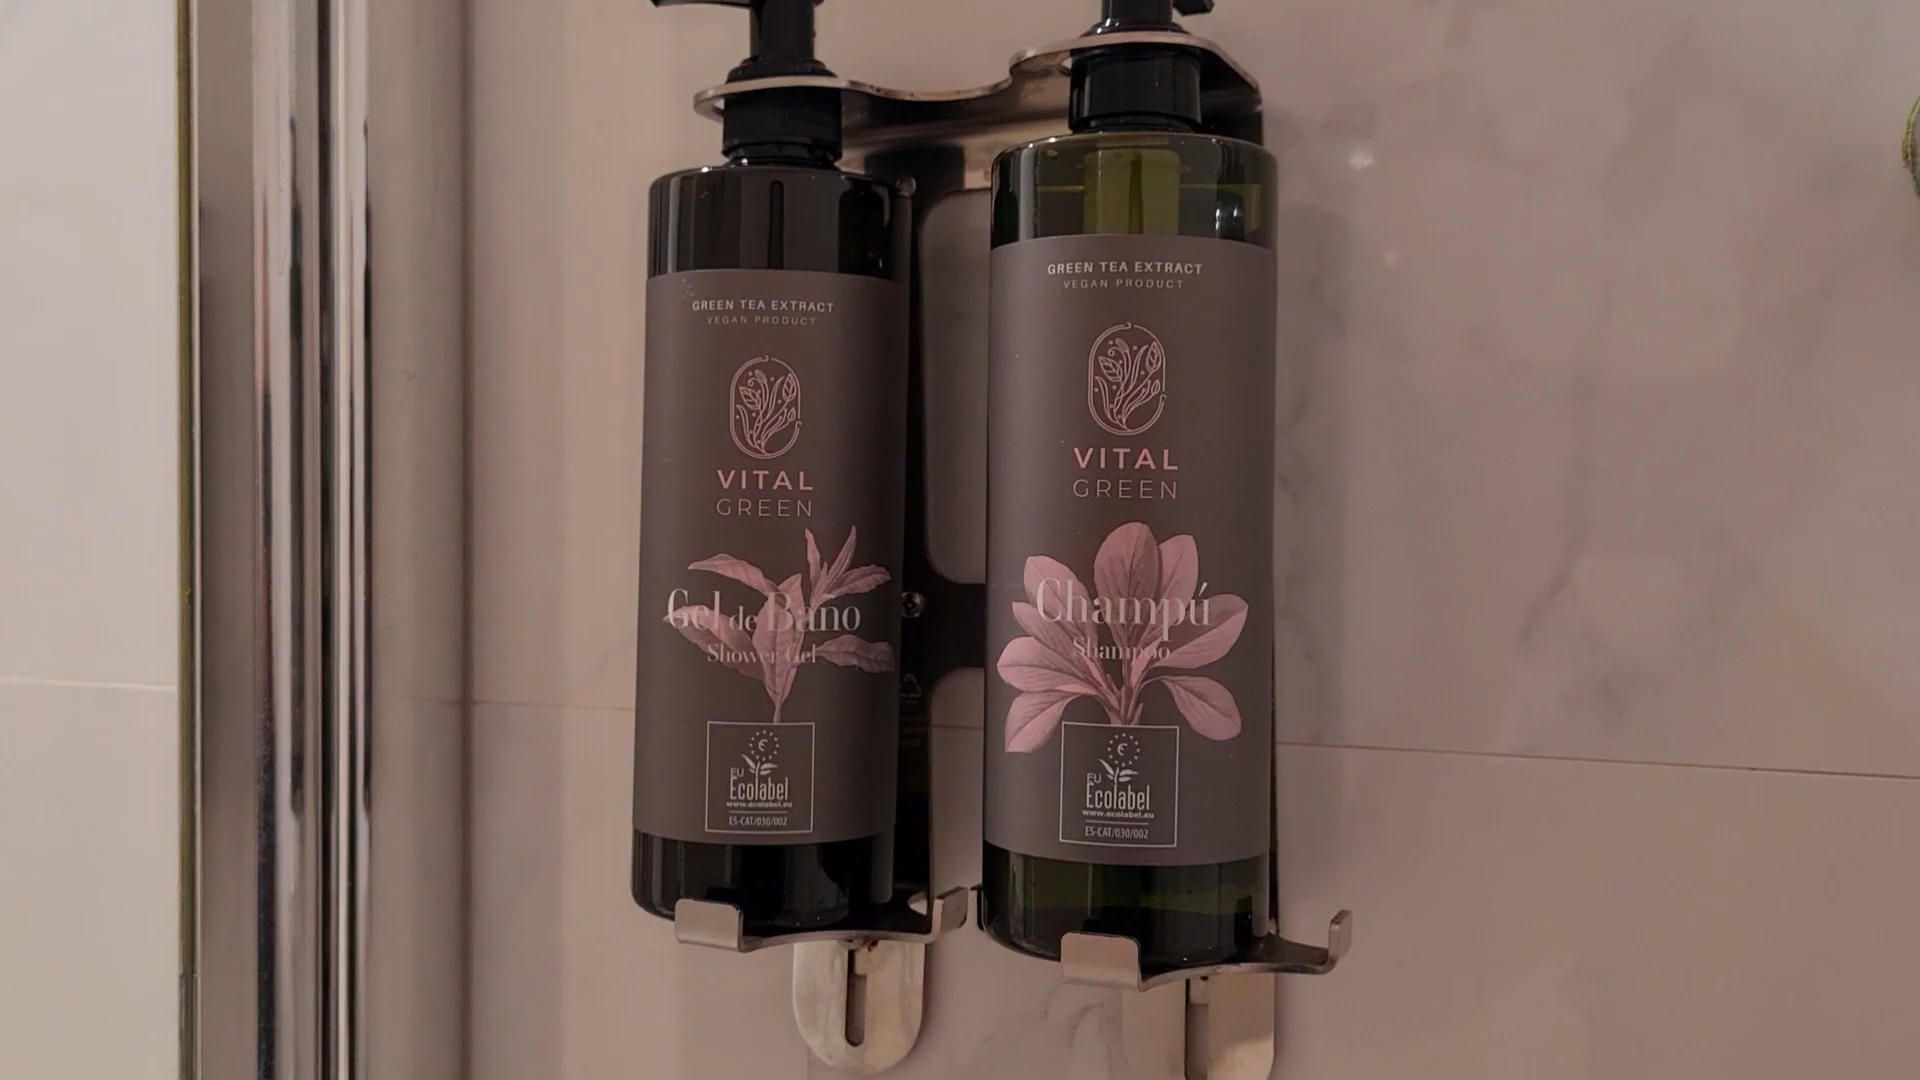 GREEN TEA EXTRACT
VEGAN PRODUCT
VITAL
GREEN
Gel de Bano
Shower Gel
EU
Ecolabel
www.ecolabel.eu
ES-CAT/030/002
GREEN TEA EXTRACT
VEGAN PRODUCT
VITAL
GREEN
Champú
Shampoo
EU
Ecolabel
www.ecolabel.eu
ES-CAT/030/002